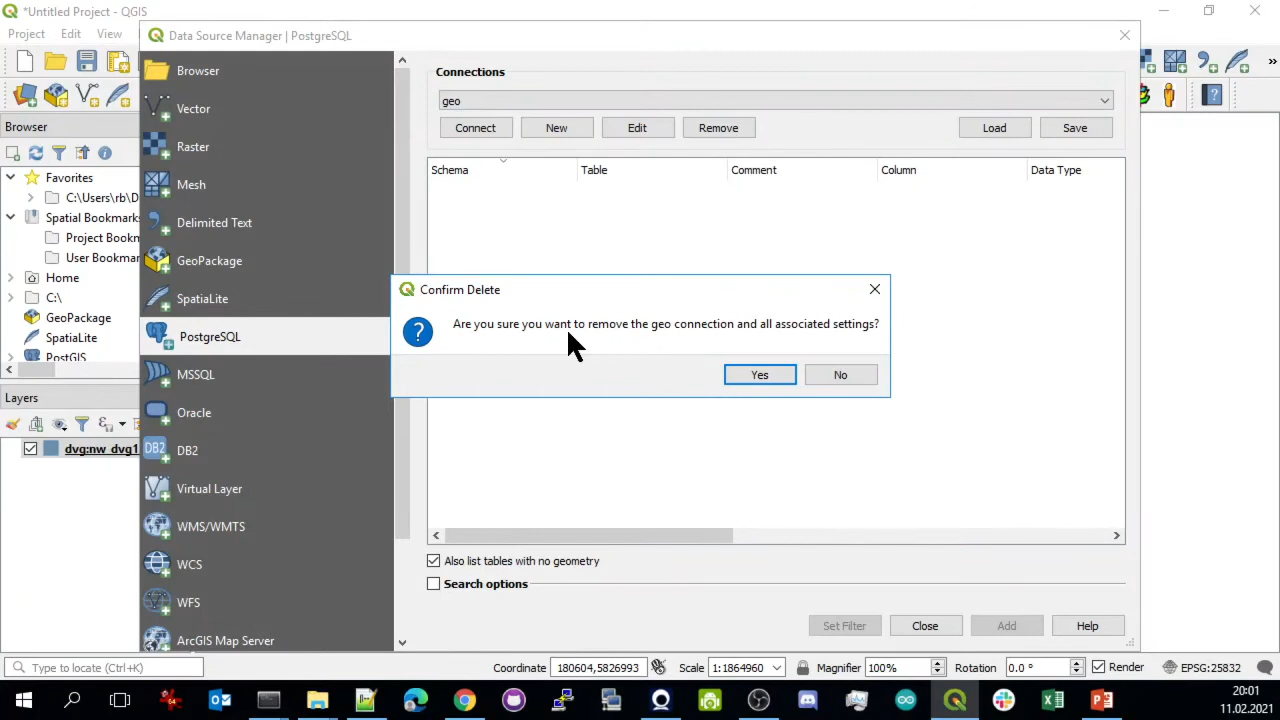 *Untitled Project - QGIS
Project Edit View
Data Source Manager | PostgreSQL
Browser
Vector
Raster
Mesh
Delimited Text
GeoPackage
SpatiaLite
PostgreSQL
MSSQL
Oracle
DB2
Virtual Layer
WMS/WMTS
WCS
WFS
ArcGIS Map Server
Connections
geo
Connect New Edit Remove Load Save
Schema Table Comment Column Data Type
Confirm Delete
Are you sure you want to remove the geo connection and all associated settings?
Yes No
Also list tables with no geometry
Search options
Set Filter Close Add Help
Browser
Favorites
C:\Users\rb\D
Spatial Bookmark
Project Bookm
User Bookmar
Home
C:\
GeoPackage
SpatiaLite
PostGIS
Layers
dvg:nw_dvg1
Type to locate (Ctrl+K)
Coordinate 180604,5826993 Scale 1:1864960 Magnifier 100% Rotation 0.0 ° Render EPSG:25832
20:01
11.02.2021